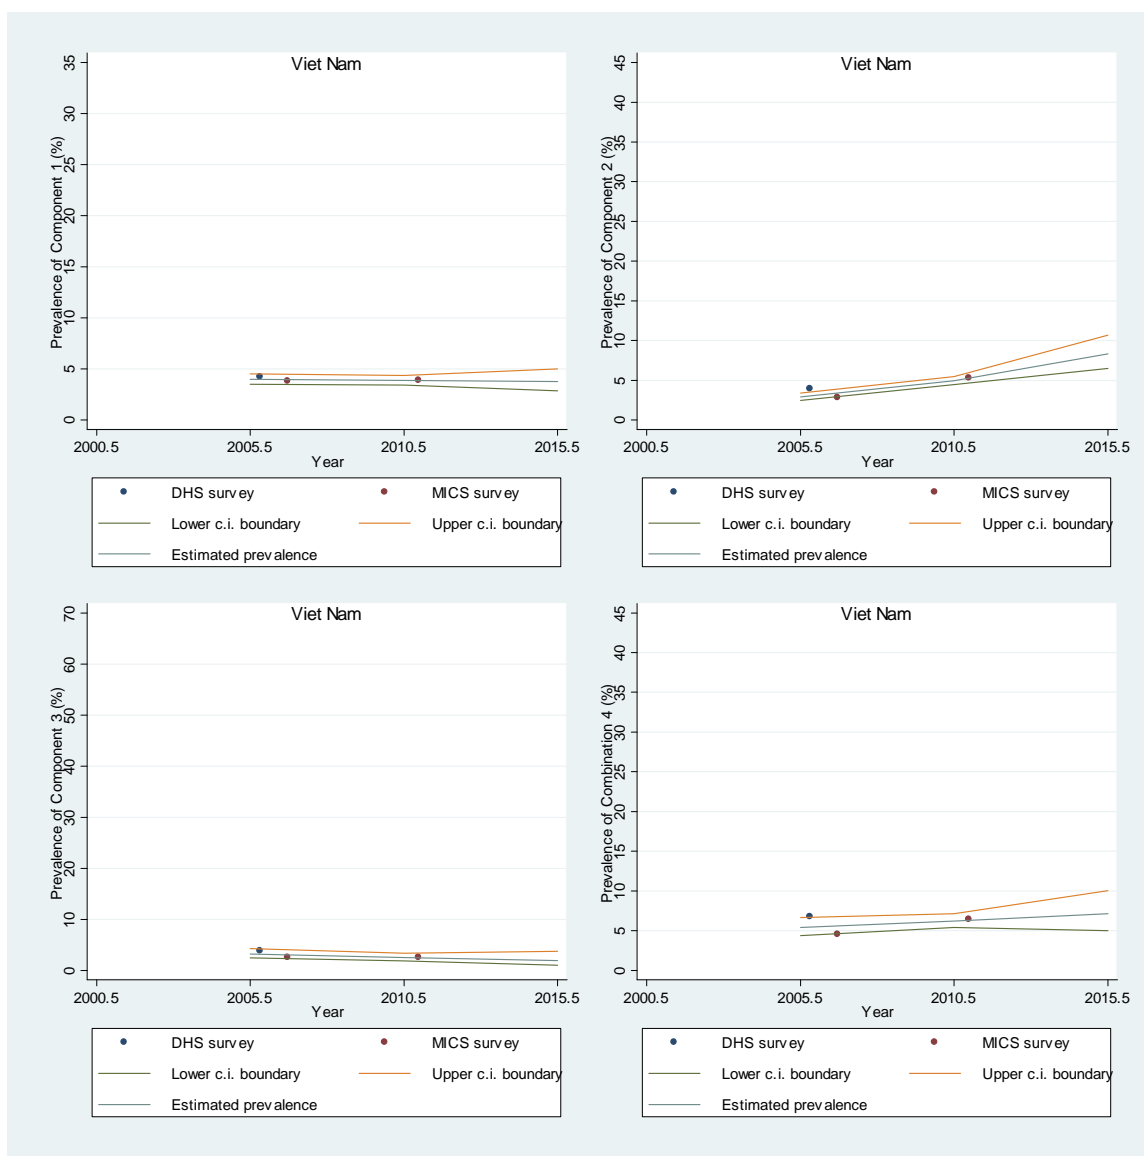 Viet Nam
Prevalence of Component 1 (%)
35
30
25
20
15
10
5
0
2000.5 2005.5 2010.5 2015.5
Year
DHS survey MICS survey
Lower c.i. boundary Upper c.i. boundary
Estimated prevalence
Viet Nam
Prevalence of Component 2 (%)
45
40
35
30
25
20
15
10
5
0
2000.5 2005.5 2010.5 2015.5
Year
DHS survey MICS survey
Lower c.i. boundary Upper c.i. boundary
Estimated prevalence
Viet Nam
Prevalence of Component 3 (%)
70
60
50
40
30
20
10
0
2000.5 2005.5 2010.5 2015.5
Year
DHS survey MICS survey
Lower c.i. boundary Upper c.i. boundary
Estimated prevalence
Viet Nam
Prevalence of Combination 4 (%)
45
40
35
30
25
20
15
10
5
0
2000.5 2005.5 2010.5 2015.5
Year
DHS survey MICS survey
Lower c.i. boundary Upper c.i. boundary
Estimated prevalence